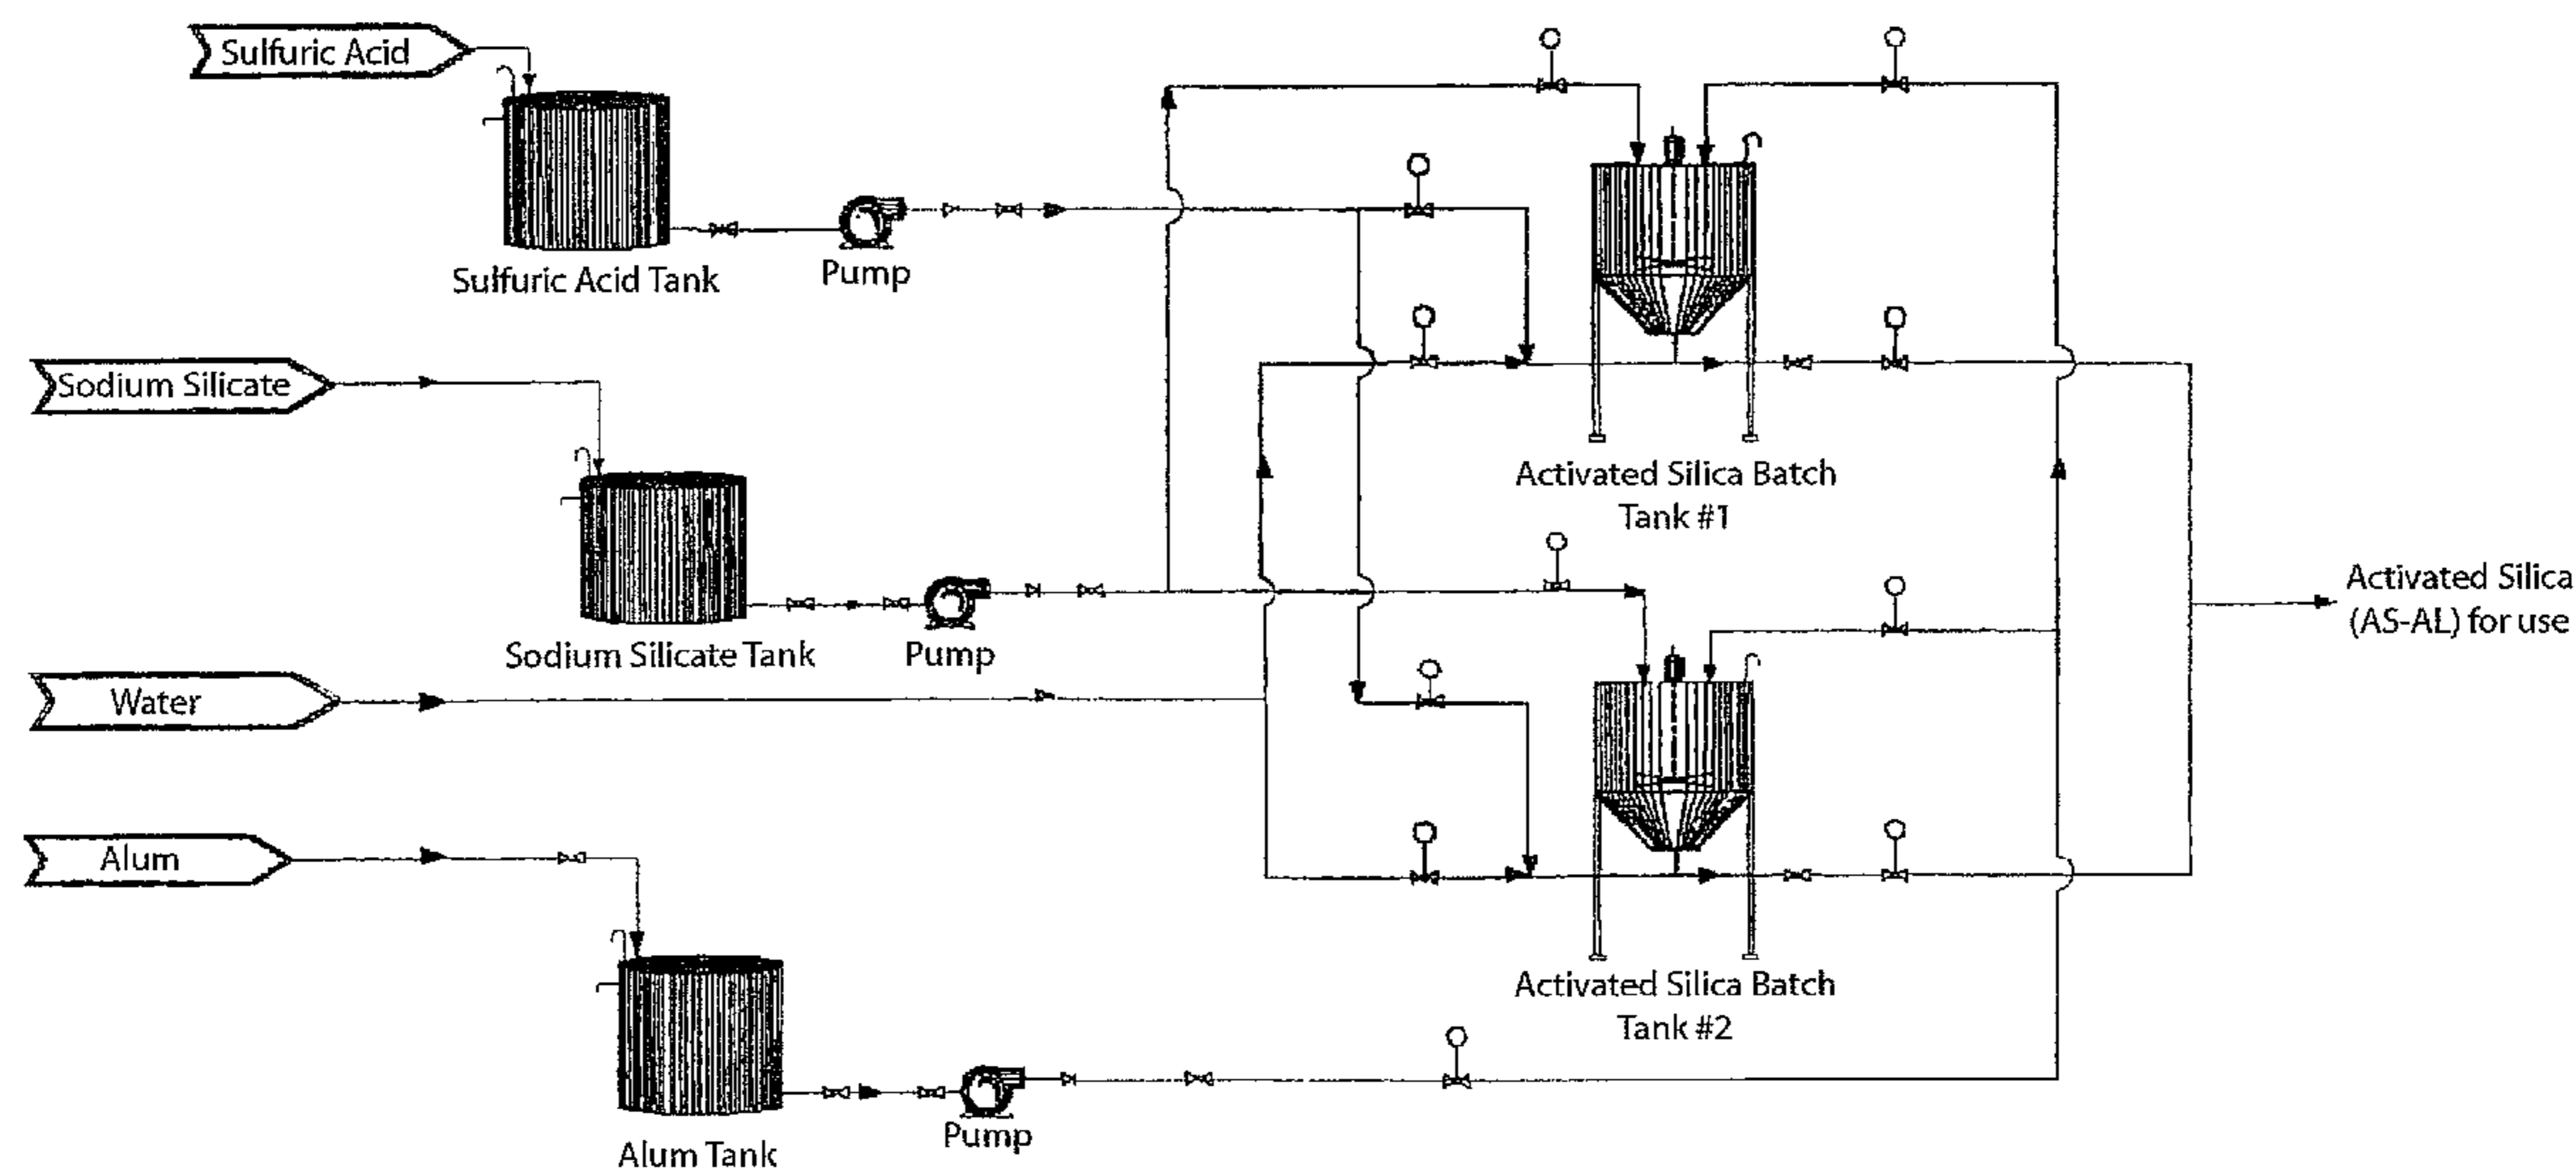 Sulfuric Acid
Sulfuric Acid Tank
Pump
Sodium Silicate
Activated Silica Batch
Tank #1
Sodium Silicate Tank
Pump
Activated Silica
(AS-AL) for use
Water
Alum
Activated Silica Batch
Tank #2
Alum Tank
Pump